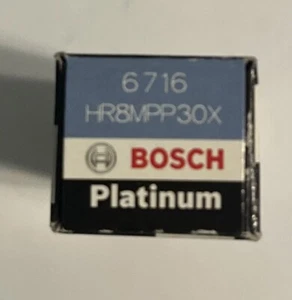 6716
HR8MPP30X
BOSCH
Platinum